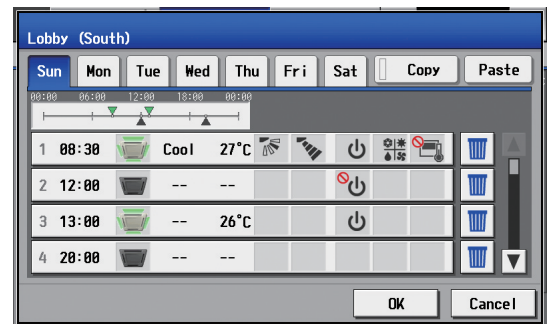 Lobby (South)
Sun Mon Tue Wed Thu Fri Sat Copy Paste
00:00 06:00 12:00 18:00 00:00
1 08:30 Cool 27°C
2 12:00 -- --
3 13:00 -- 26°C
4 20:00 -- --
OK Cancel